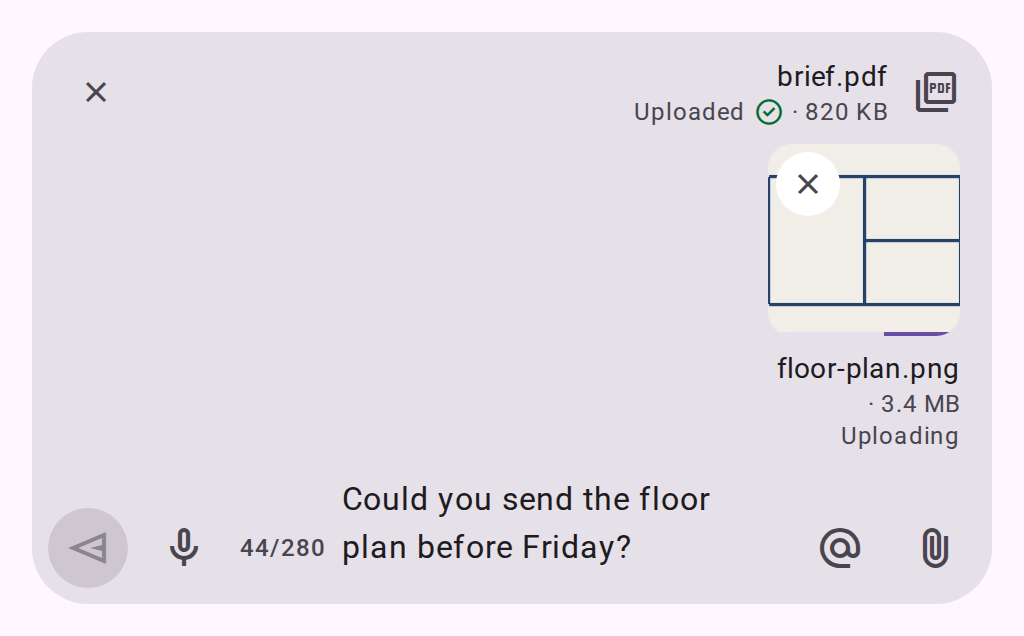 brief.pdf
Uploaded · 820 KB
PDF
floor-plan.png
· 3.4 MB
Uploading
44/280
Could you send the floor
plan before Friday?